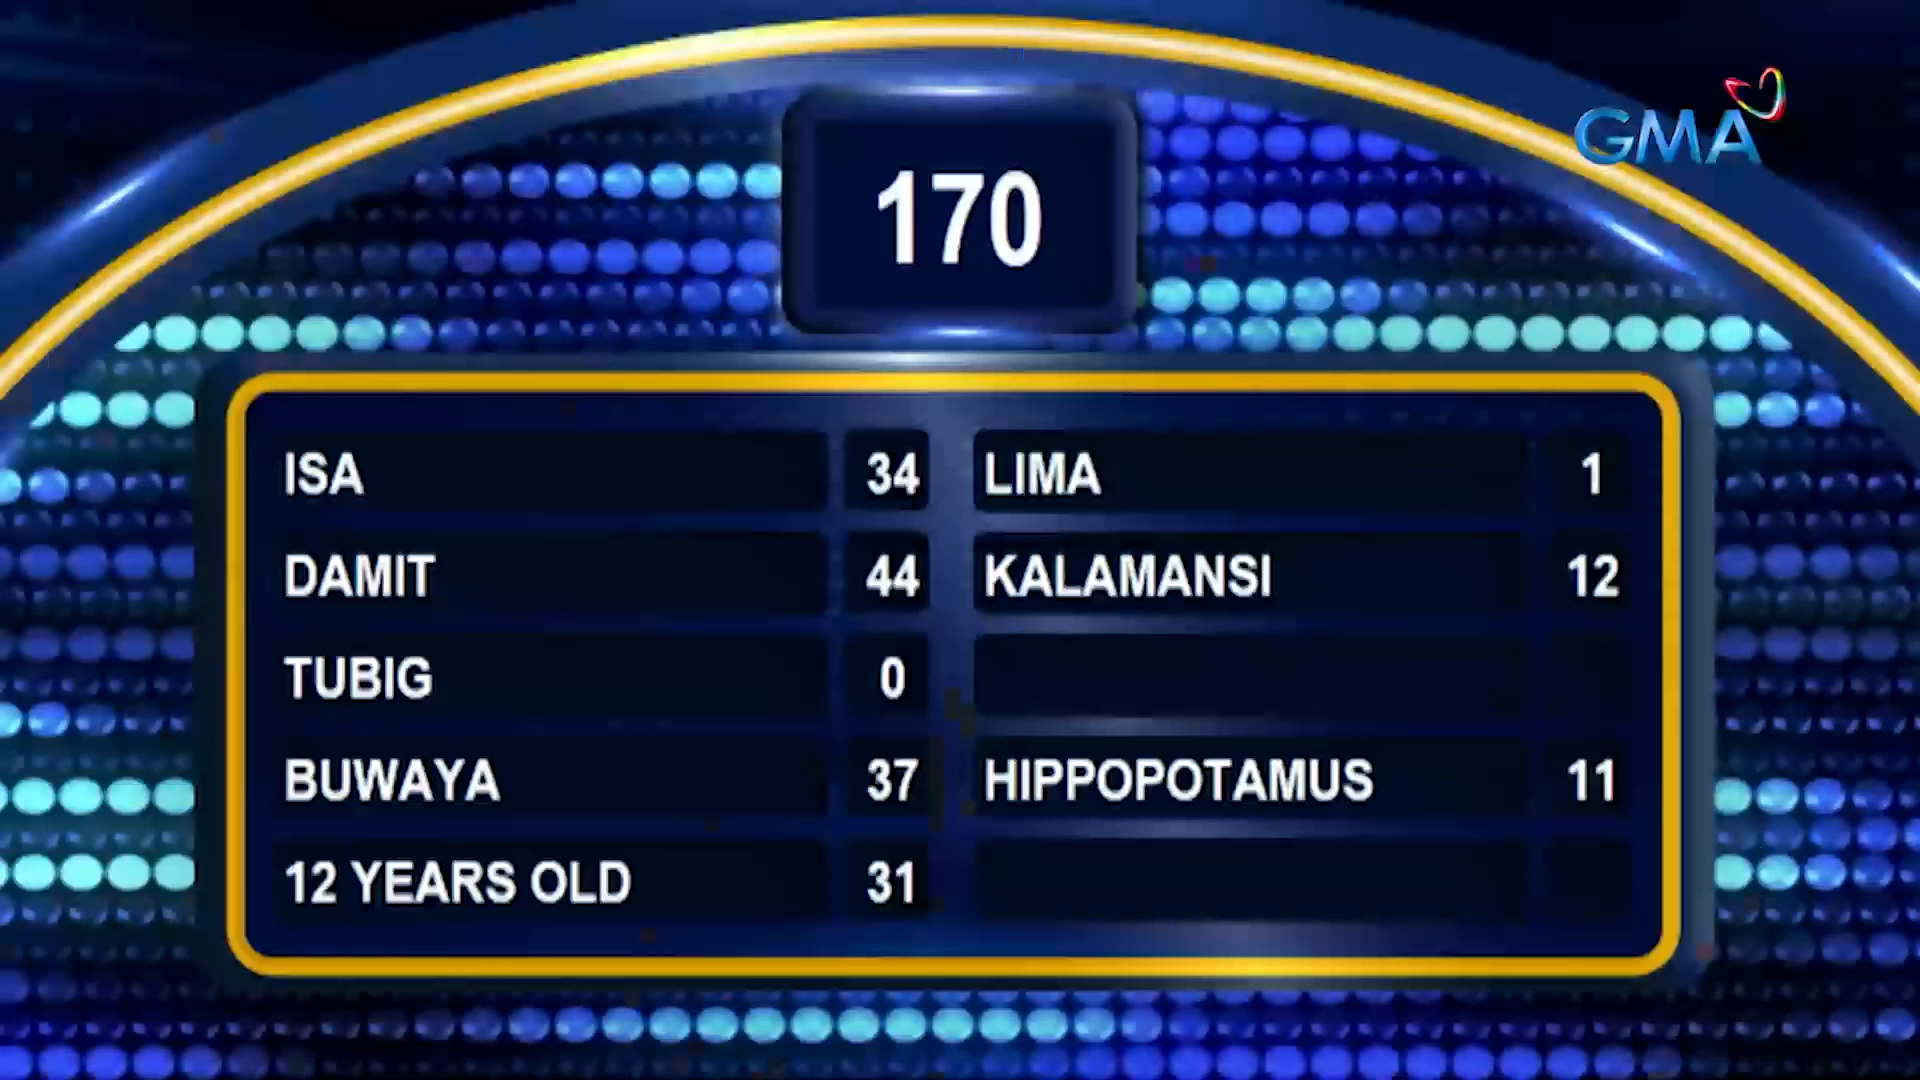 GMA
170
ISA 34 LIMA 1
DAMIT 44 KALAMANSI 12
TUBIG 0
BUWAYA 37 HIPPOPOTAMUS 11
12 YEARS OLD 31